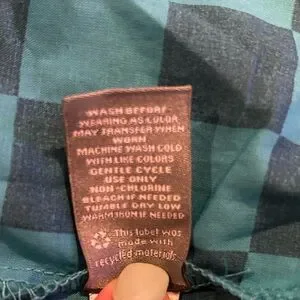 WASH BEFORE
WEARING AS COLOR
MAY TRANSFER WHEN
WORN
MACHINE WASH COLD
WITH LIKE COLORS
GENTLE CYCLE
USE ONLY
NON-CHLORINE
BLEACH IF NEEDED
TUMBLE DRY LOW
WARM IRON IF NEEDED
This label was
made with
recycled materials